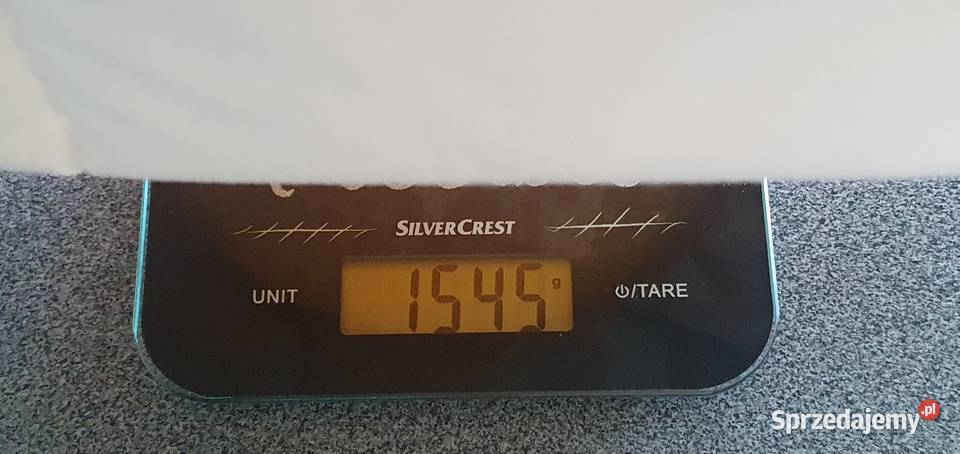 SILVERCREST
UNIT
1545 g
⏻/TARE
Sprzedajemy.pl